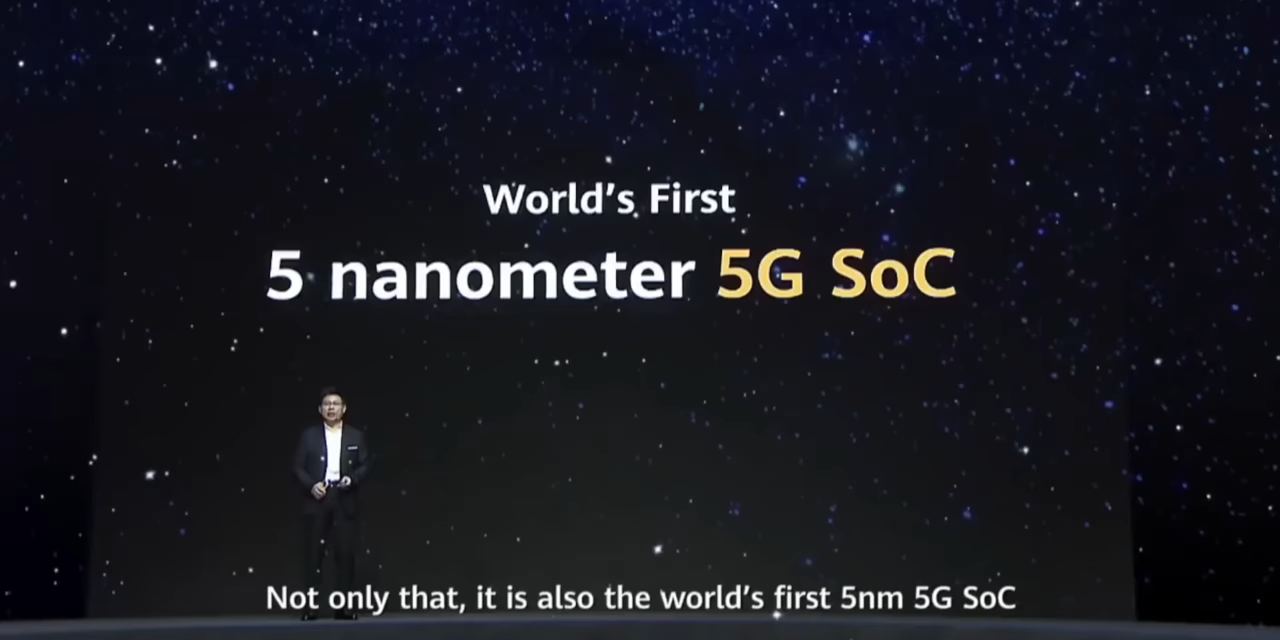 World's First
5 nanometer 5G SoC
Not only that, it is also the world's first 5nm 5G SoC